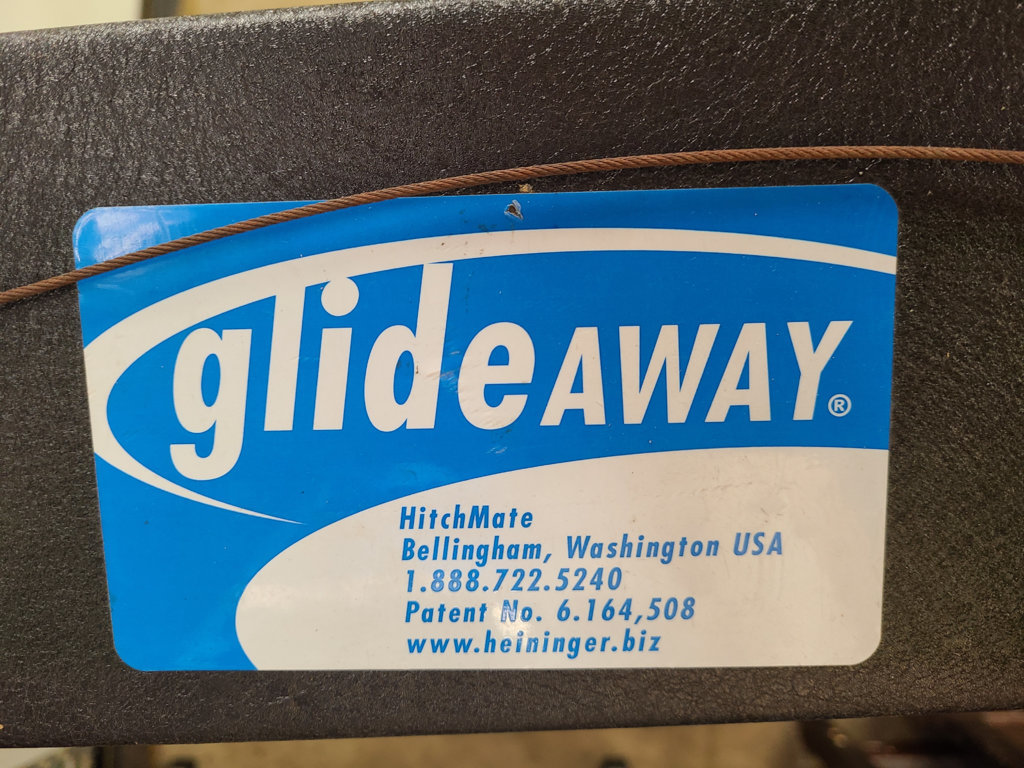 glideAWAY®
HitchMate
Bellingham, Washington USA
1.888.722.5240
Patent No. 6.164,508
www.heininger.biz